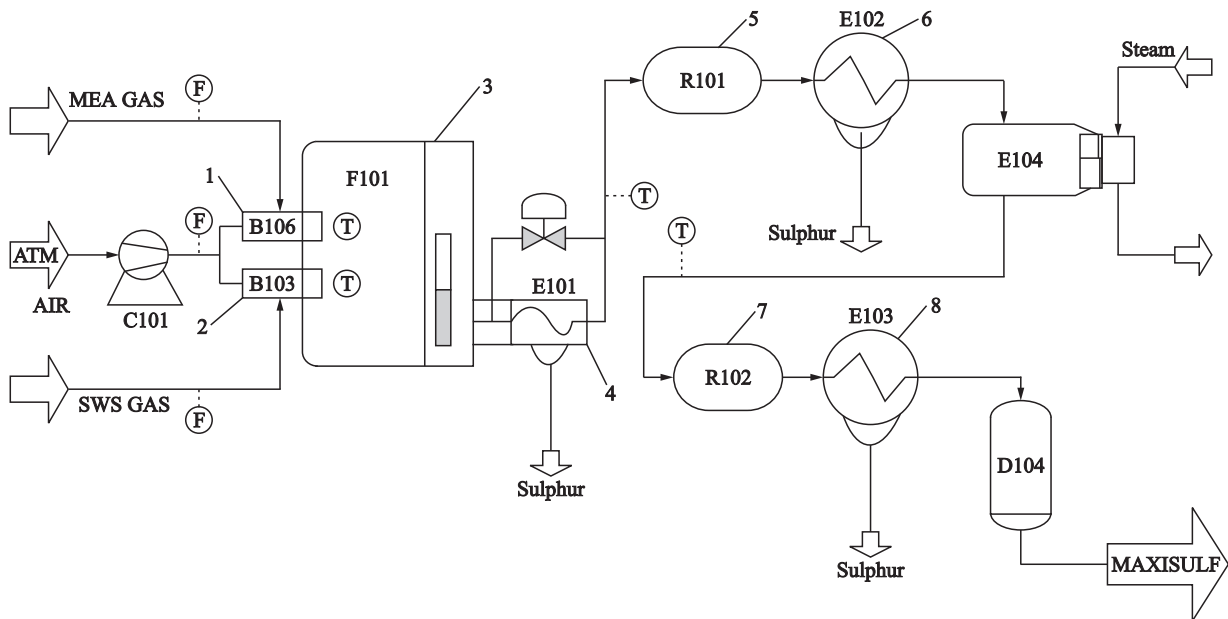 5
E102
6
Steam
F
MEA GAS
3
R101
E104
1
F101
F
B106
T
T
T
Sulphur
ATM
B103
T
AIR
C101
2
E101
7
E103
8
4
R102
SWS GAS
F
D104
Sulphur
MAXISULF
Sulphur